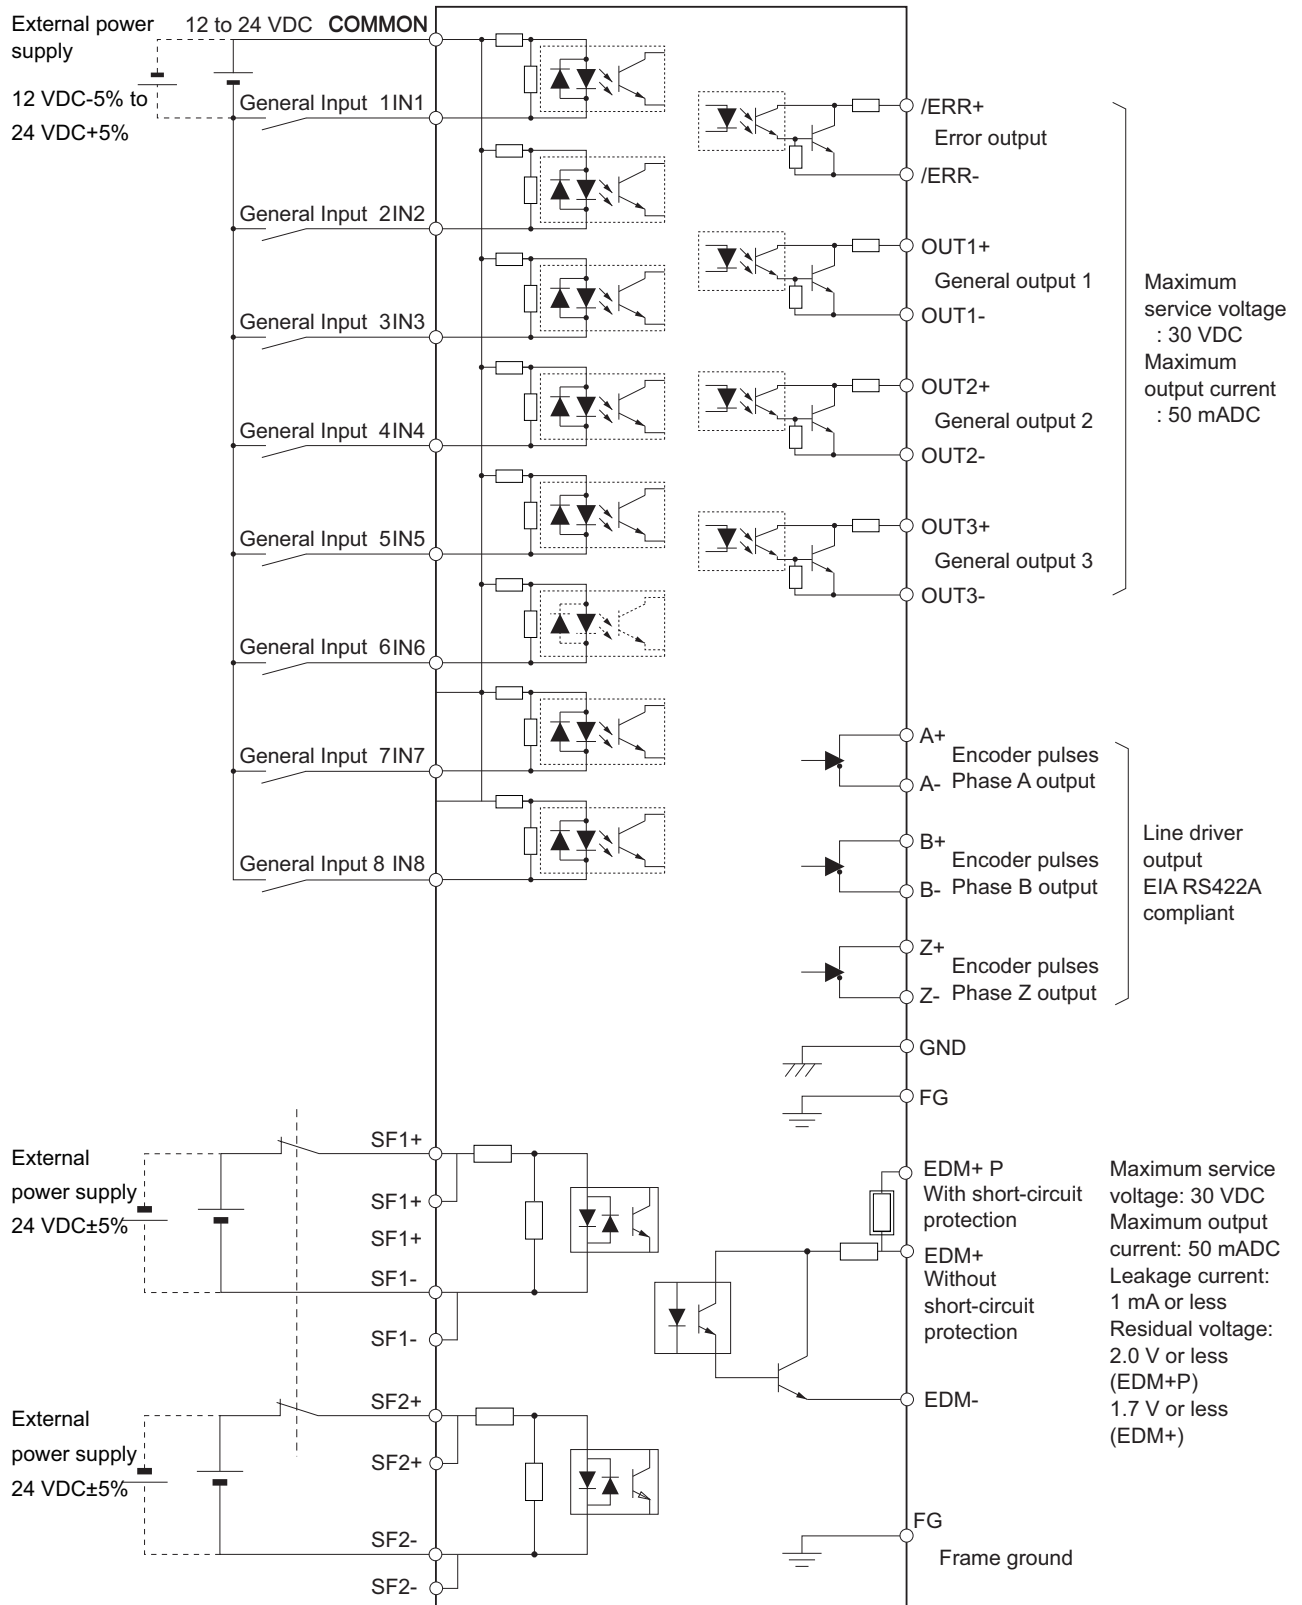 External power
supply
12 VDC-5% to
24 VDC+5%
12 to 24 VDC COMMON
General Input 1IN1
General Input 2IN2
General Input 3IN3
General Input 4IN4
General Input 5IN5
General Input 6IN6
General Input 7IN7
General Input 8 IN8
/ERR+
Error output
/ERR-
OUT1+
General output 1
OUT1-
OUT2+
General output 2
OUT2-
OUT3+
General output 3
OUT3-
Maximum
service voltage
: 30 VDC
Maximum
output current
: 50 mADC
A+
Encoder pulses
A- Phase A output
B+
Encoder pulses
B- Phase B output
Z+
Encoder pulses
Z- Phase Z output
Line driver
output
EIA RS422A
compliant
GND
FG
External
power supply
24 VDC±5%
SF1+
SF1+
SF1+
SF1-
SF1-
External
power supply
24 VDC±5%
SF2+
SF2+
SF2-
SF2-
EDM+ P
With short-circuit
protection
EDM+
Without
short-circuit
protection
EDM-
Maximum service
voltage: 30 VDC
Maximum output
current: 50 mADC
Leakage current:
1 mA or less
Residual voltage:
2.0 V or less
(EDM+P)
1.7 V or less
(EDM+)
FG
Frame ground